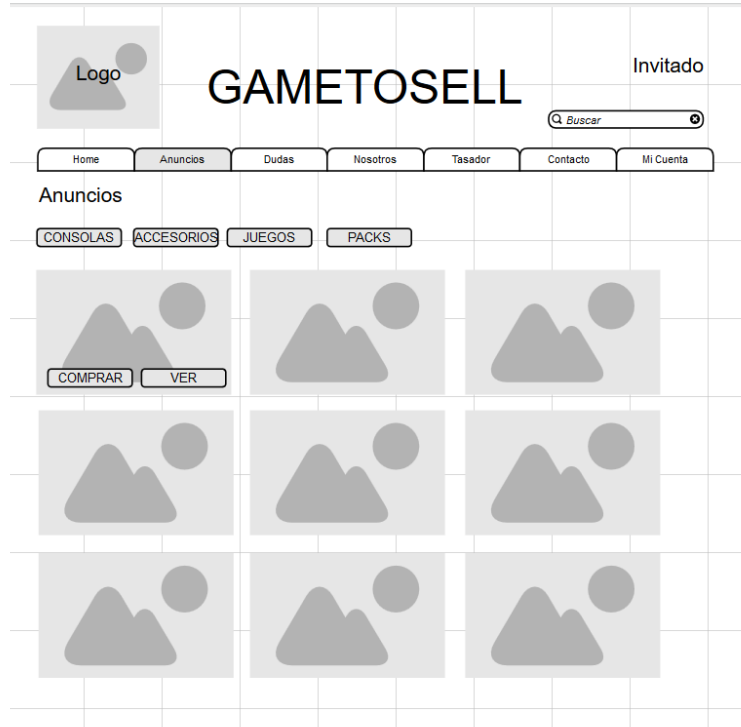 Logo
GAMETOSELL
Invitado
Buscar
Home Anuncios Dudas Nosotros Tasador Contacto Mi Cuenta
Anuncios
CONSOLAS ACCESORIOS JUEGOS PACKS
COMPRAR VER